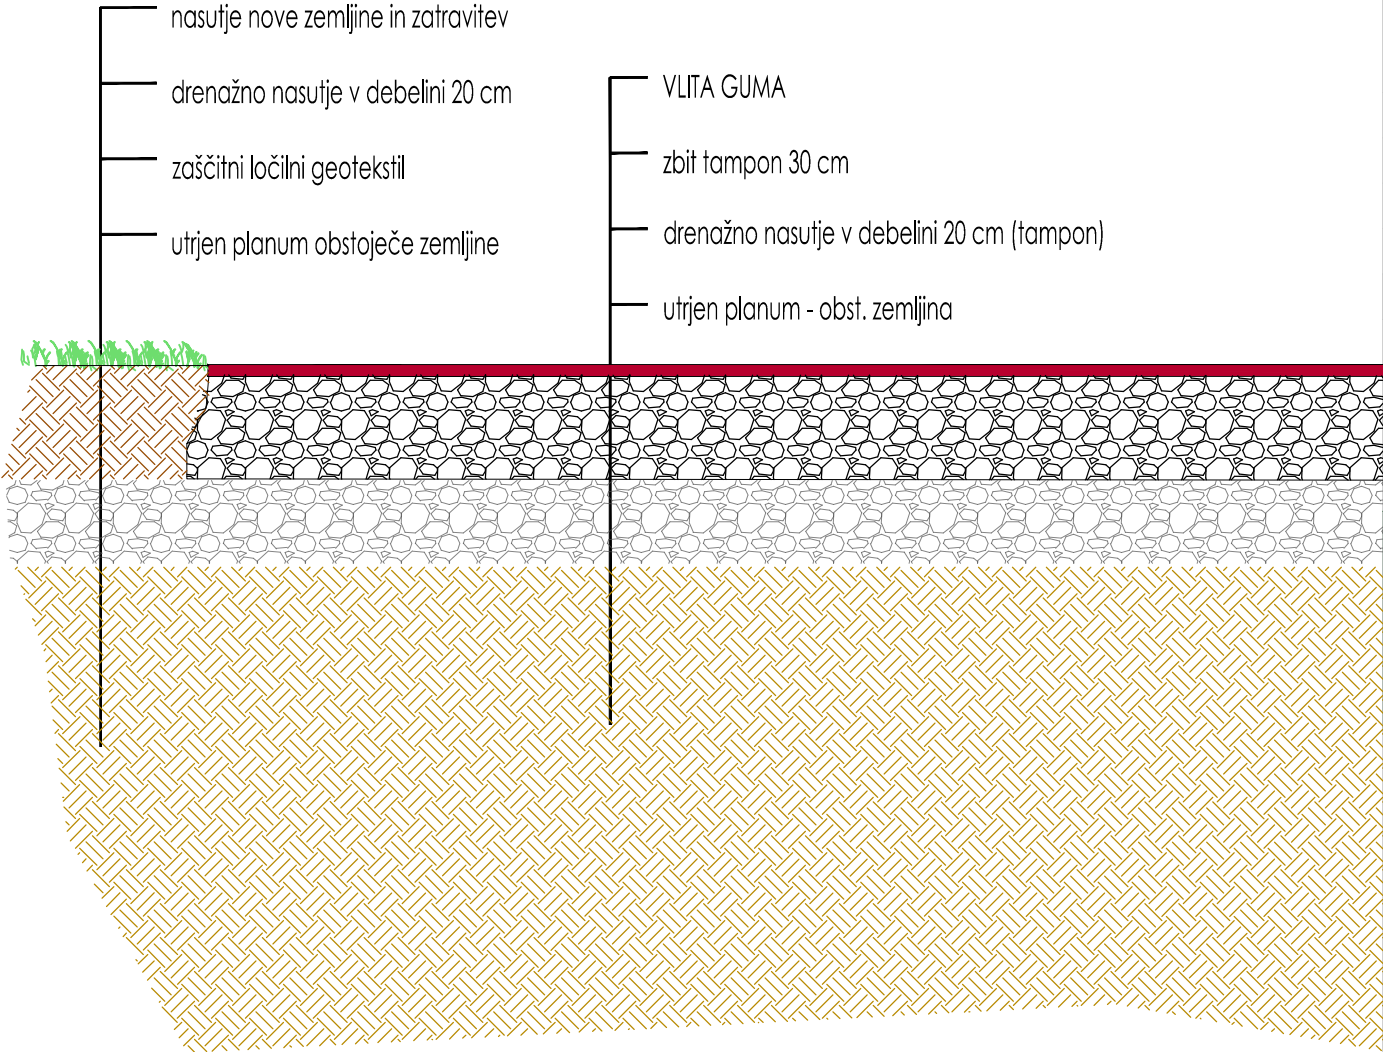 nasutje nove zemljine in zatravitev
drenažno nasutje v debelini 20 cm
zaščitni ločilni geotekstil
utrjen planum obstoječe zemljine
VLITA GUMA
zbit tampon 30 cm
drenažno nasutje v debelini 20 cm (tampon)
utrjen planum - obst. zemljina